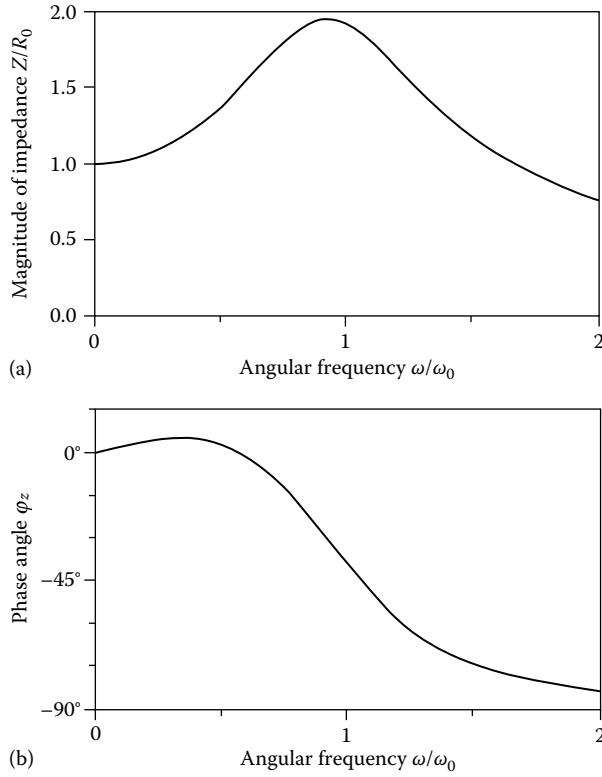 2.0
1.5
1.0
0.5
0.0
Magnitude of impedance Z/R₀
0
1
2
Angular frequency ω/ω₀
(a)
0°
−45°
−90°
Phase angle φz
0
1
2
Angular frequency ω/ω₀
(b)